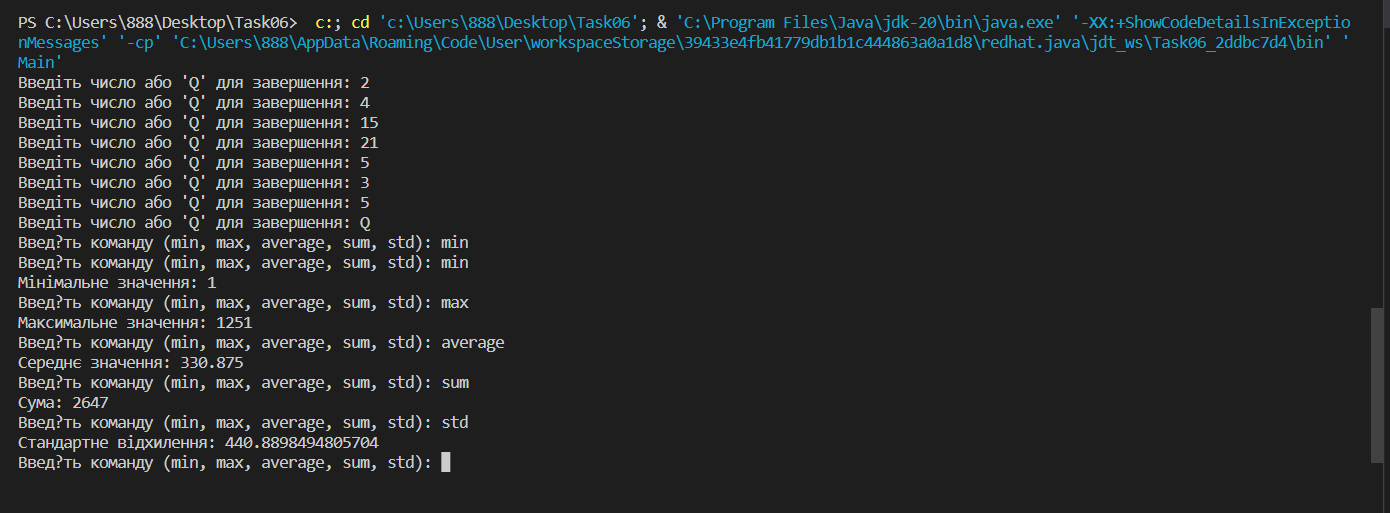 PS C:\Users\888\Desktop\Task06>  c:; cd 'c:\Users\888\Desktop\Task06'; & 'C:\Program Files\Java\jdk-20\bin\java.exe' '-XX:+ShowCodeDetailsInExceptio
nMessages' '-cp' 'C:\Users\888\AppData\Roaming\Code\User\workspaceStorage\39433e4fb41779db1b1c444863a0a1d8\redhat.java\jdt_ws\Task06_2ddbc7d4\bin' '
Main'
Введіть число або 'Q' для завершення: 2
Введіть число або 'Q' для завершення: 4
Введіть число або 'Q' для завершення: 15
Введіть число або 'Q' для завершення: 21
Введіть число або 'Q' для завершення: 5
Введіть число або 'Q' для завершення: 3
Введіть число або 'Q' для завершення: 5
Введіть число або 'Q' для завершення: Q
Введ?ть команду (min, max, average, sum, std): min
Введ?ть команду (min, max, average, sum, std): min
Мінімальне значення: 1
Введ?ть команду (min, max, average, sum, std): max
Максимальне значення: 1251
Введ?ть команду (min, max, average, sum, std): average
Середнє значення: 330.875
Введ?ть команду (min, max, average, sum, std): sum
Сума: 2647
Введ?ть команду (min, max, average, sum, std): std
Стандартне відхилення: 440.8898494805704
Введ?ть команду (min, max, average, sum, std):